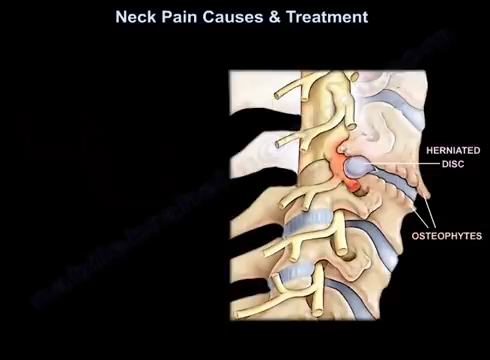 Neck Pain Causes & Treatment
HERNIATED
DISC
OSTEOPHYTES